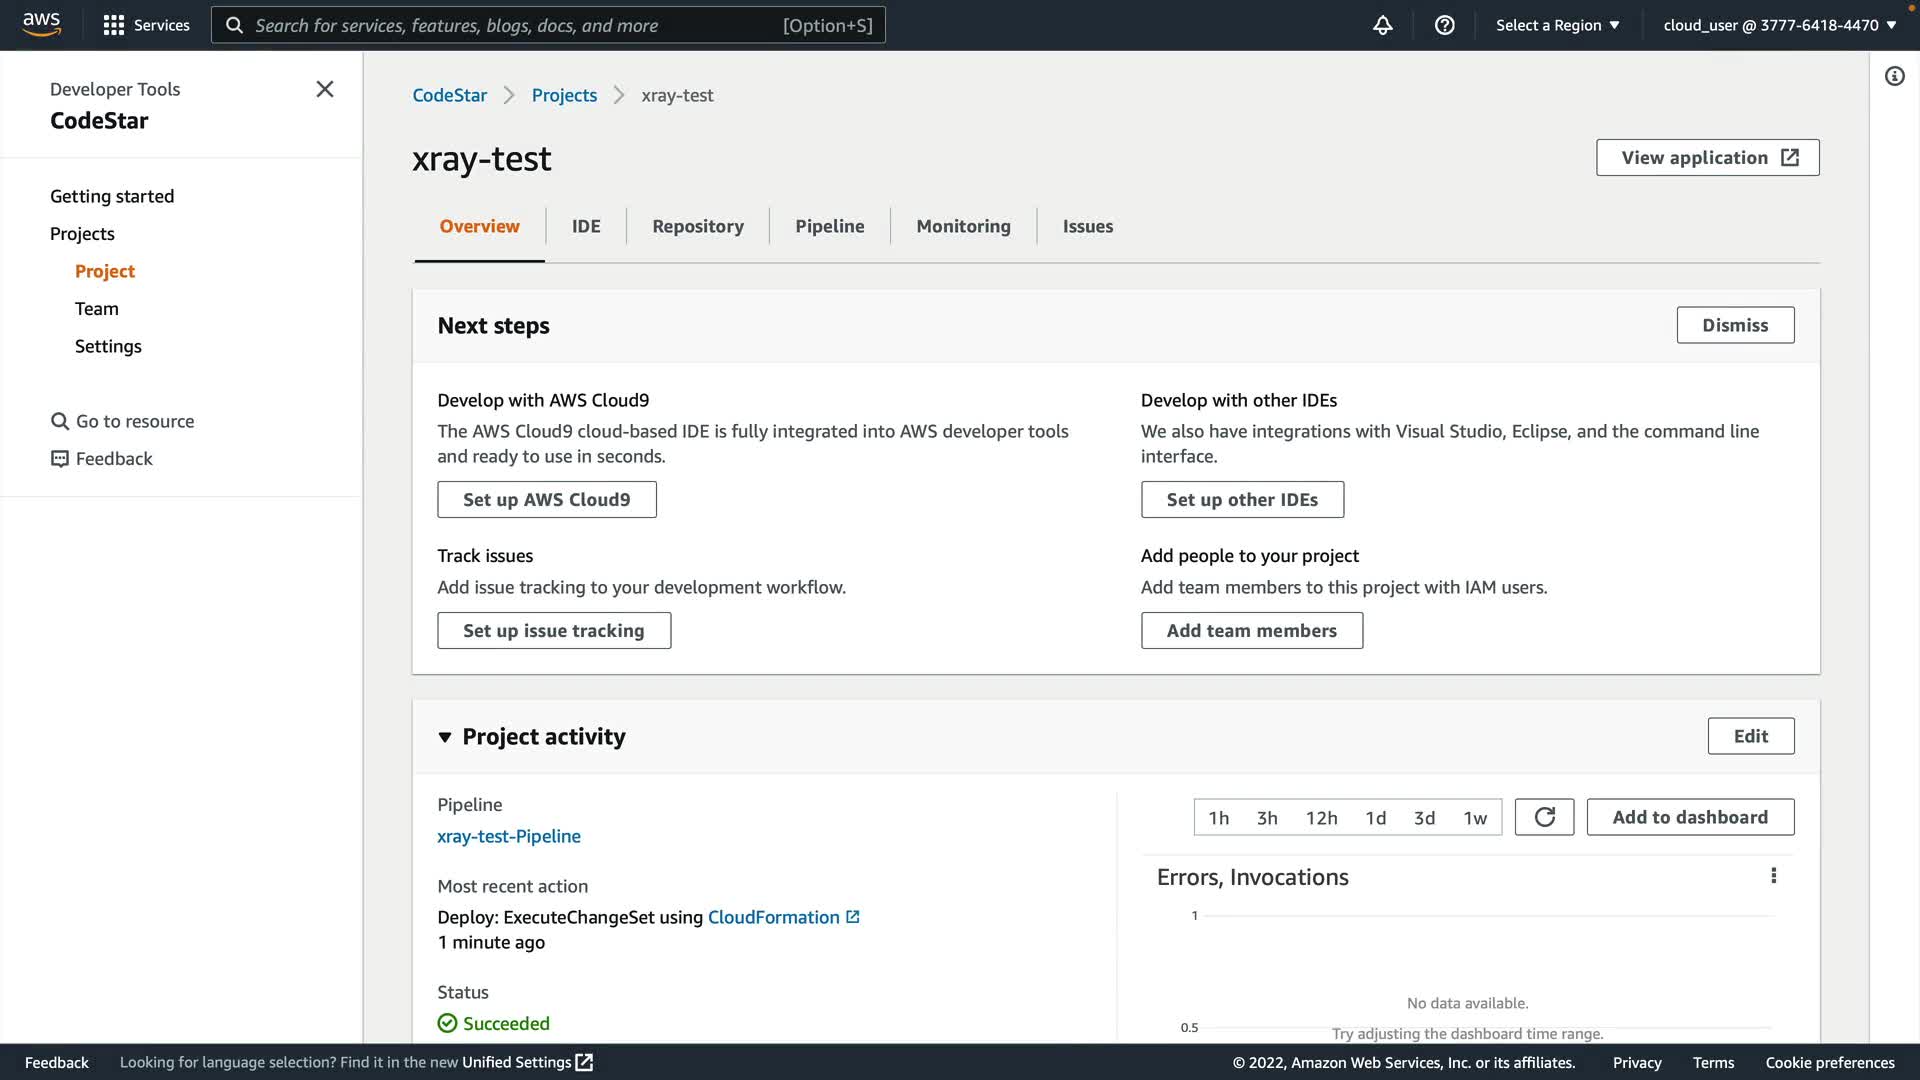 aws
Services
Search for services, features, blogs, docs, and more
[Option+S]
Select a Region
cloud_user @ 3777-6418-4470
Developer Tools
CodeStar
Getting started
Projects
Project
Team
Settings
Go to resource
Feedback
CodeStar
Projects
xray-test
xray-test
View application
Overview
IDE
Repository
Pipeline
Monitoring
Issues
Next steps
Dismiss
Develop with AWS Cloud9
The AWS Cloud9 cloud-based IDE is fully integrated into AWS developer tools
and ready to use in seconds.
Set up AWS Cloud9
Develop with other IDEs
We also have integrations with Visual Studio, Eclipse, and the command line
interface.
Set up other IDEs
Track issues
Add issue tracking to your development workflow.
Set up issue tracking
Add people to your project
Add team members to this project with IAM users.
Add team members
Project activity
Edit
Pipeline
xray-test-Pipeline
Most recent action
Deploy: ExecuteChangeSet using CloudFormation
1 minute ago
Status
Succeeded
1h 3h 12h 1d 3d 1w
Add to dashboard
Errors, Invocations
1
No data available.
0.5
Try adjusting the dashboard time range.
Feedback
Looking for language selection? Find it in the new Unified Settings
© 2022, Amazon Web Services, Inc. or its affiliates.
Privacy
Terms
Cookie preferences